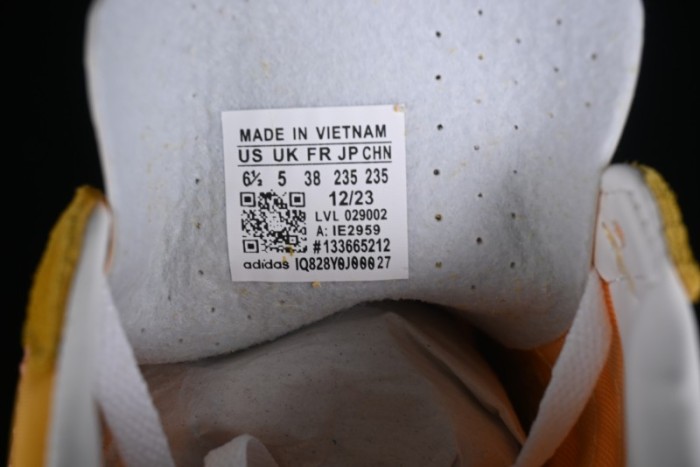 MADE IN VIETNAM
US UK FR JP CHN
6½ 5 38 235 235
12/23
LVL 029002
A: IE2959
#133665212
adidas IQ828Y0J00027